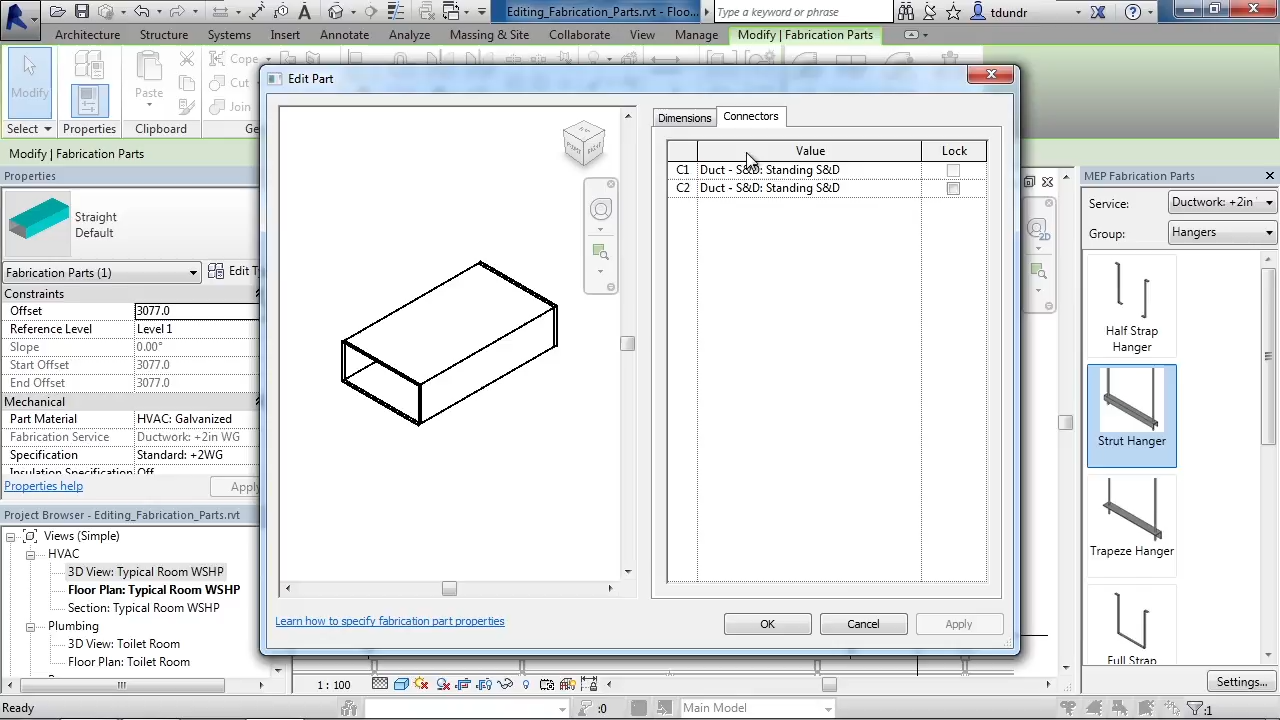 Editing_Fabrication_Parts.rvt - Floo...
Type a keyword or phrase
tdundr
Architecture
Structure
Systems
Insert
Annotate
Analyze
Massing & Site
Collaborate
View
Manage
Modify | Fabrication Parts
Modify
Paste
Cope
Cut
Join
Select
Properties
Clipboard
Ge
Modify | Fabrication Parts
Properties
Straight
Default
Fabrication Parts (1)
Edit T
Constraints
Offset 3077.0
Reference Level Level 1
Slope 0.00°
Start Offset 3077.0
End Offset 3077.0
Mechanical
Part Material HVAC: Galvanized
Fabrication Service Ductwork: +2in WG
Specification Standard: +2WG
Insulation Specification Off
Properties help
Apply
Project Browser - Editing_Fabrication_Parts.rvt
Views (Simple)
HVAC
3D View: Typical Room WSHP
Floor Plan: Typical Room WSHP
Section: Typical Room WSHP
Plumbing
3D View: Toilet Room
Floor Plan: Toilet Room
Edit Part
Dimensions
Connectors
Value Lock
C1 Duct - S&D: Standing S&D
C2 Duct - S&D: Standing S&D
Learn how to specify fabrication part properties
OK
Cancel
Apply
2D
MEP Fabrication Parts
Service: Ductwork: +2in
Group: Hangers
Half Strap
Hanger
Strut Hanger
Trapeze Hanger
Full Strap
Settings...
1 : 100
Ready
:0
Main Model
:1